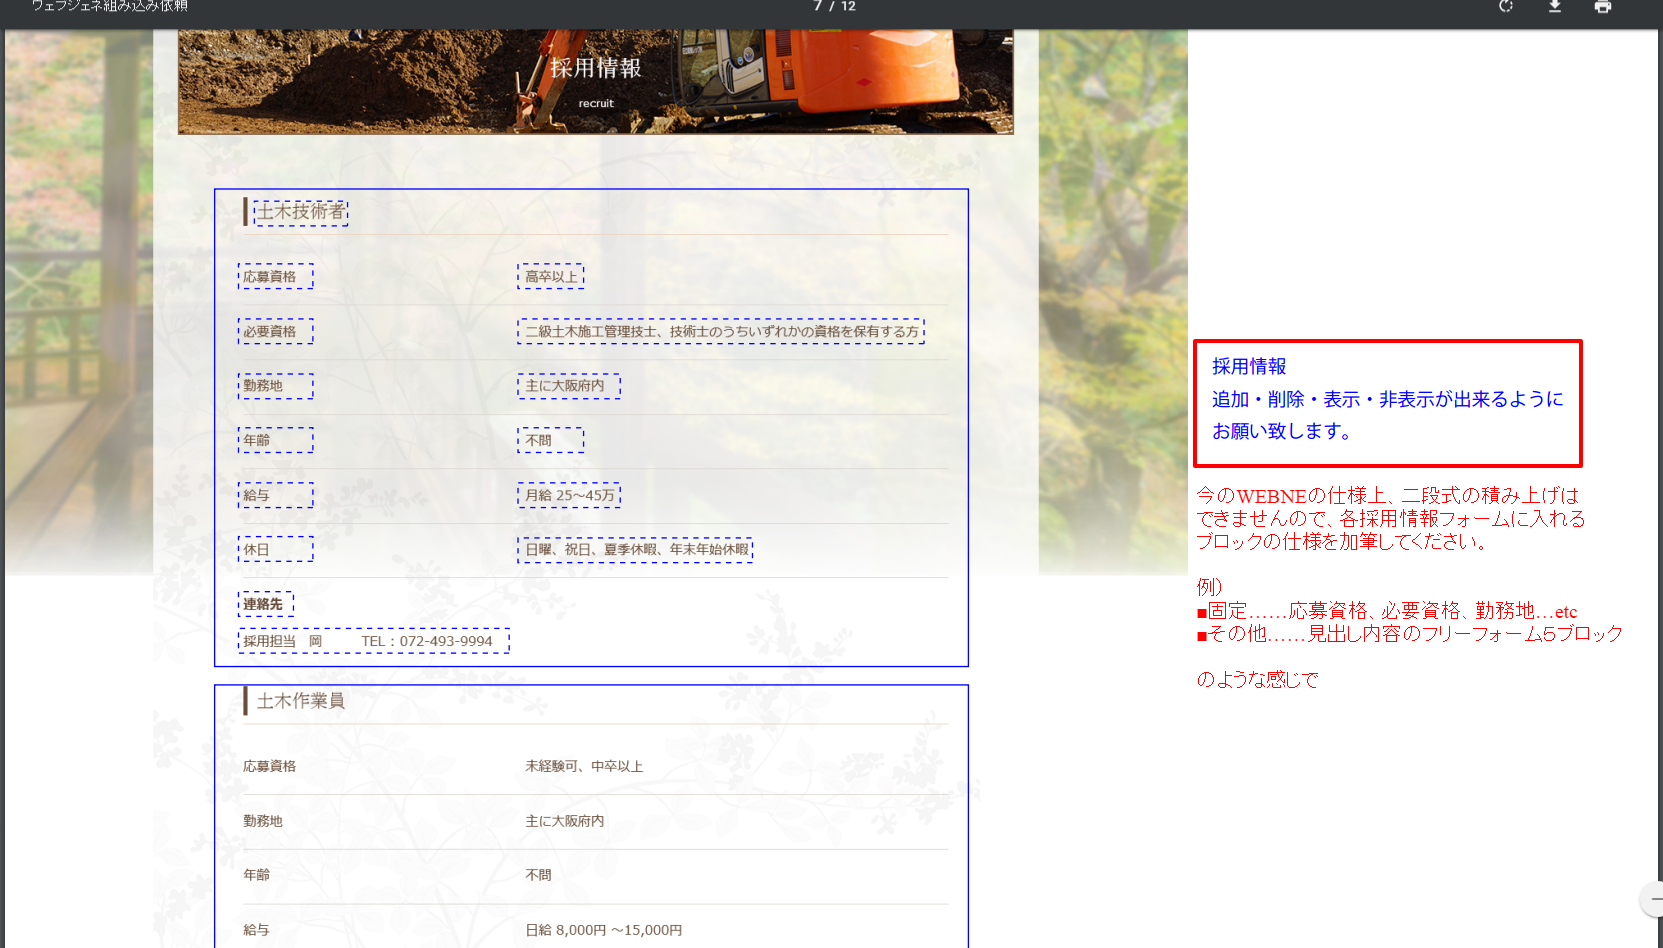 ウェブジェネ組み込み依頼
7 / 12
採用情報
recruit
土木技術者
応募資格 高卒以上
必要資格 二級土木施工管理技士、技術士のうちいずれかの資格を保有する方
勤務地 主に大阪府内
年齢 不問
給与 月給 25～45万
休日 日曜、祝日、夏季休暇、年末年始休暇
連絡先
採用担当　岡　　　TEL：072-493-9994
土木作業員
応募資格 未経験可、中卒以上
勤務地 主に大阪府内
年齢 不問
給与 日給 8,000円 ～15,000円
採用情報
追加・削除・表示・非表示が出来るように
お願い致します。
今のWEBNEの仕様上、二段式の積み上げは
できませんので、各採用情報フォームに入れる
ブロックの仕様を加筆してください。
例）
■固定……応募資格、必要資格、勤務地…etc
■その他……見出し内容のフリーフォーム５ブロック
のような感じで